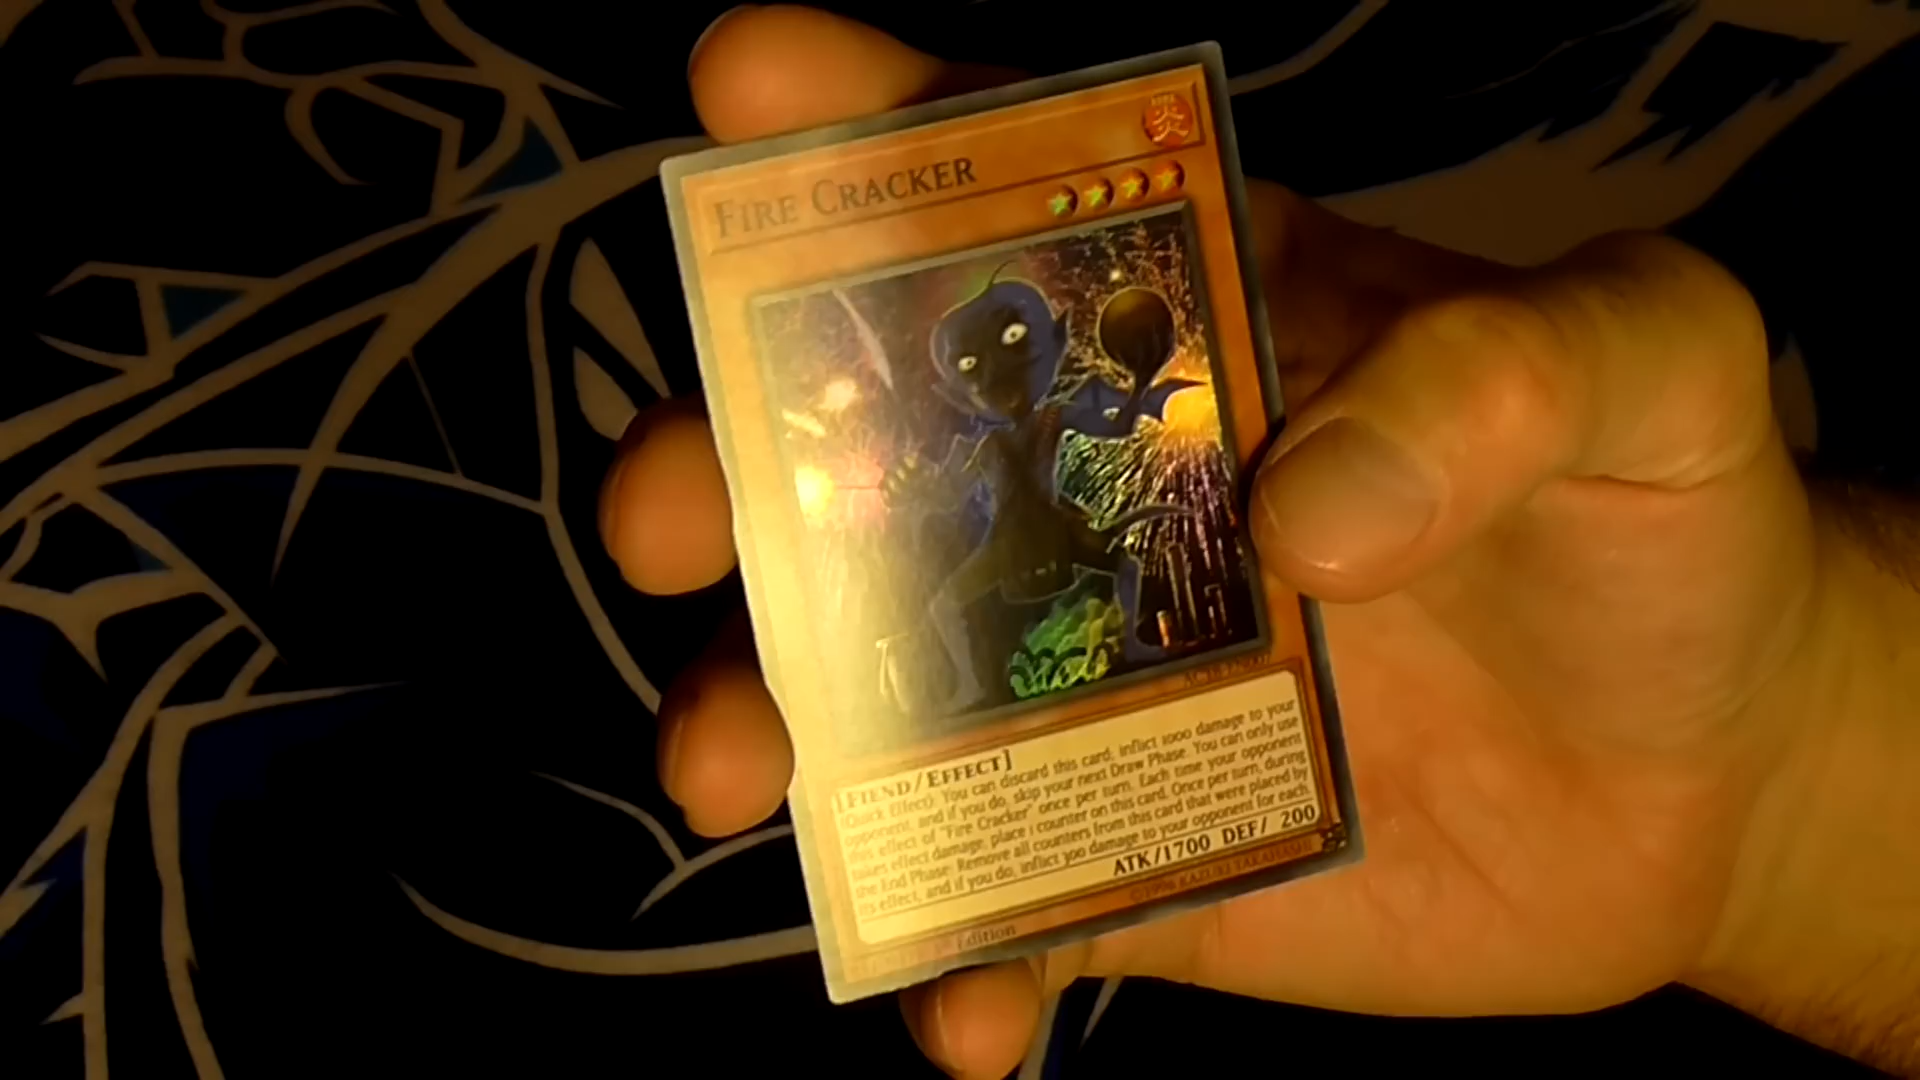 FIRE CRACKER
炎
[FIEND/EFFECT]
(Quick Effect): You can discard this card; inflict 1000 damage to your
opponent, and if you do, skip your next Draw Phase. You can only use
this effect of "Fire Cracker" once per turn. Each time your opponent
takes effect damage, place 1 counter on this card. Once per turn, during
the End Phase: Remove all counters from this card that were placed by
its effect, and if you do, inflict 300 damage to your opponent for each.
ATK/1700 DEF/ 200
Edition
©1996 KAZUKI TAKAHASHI